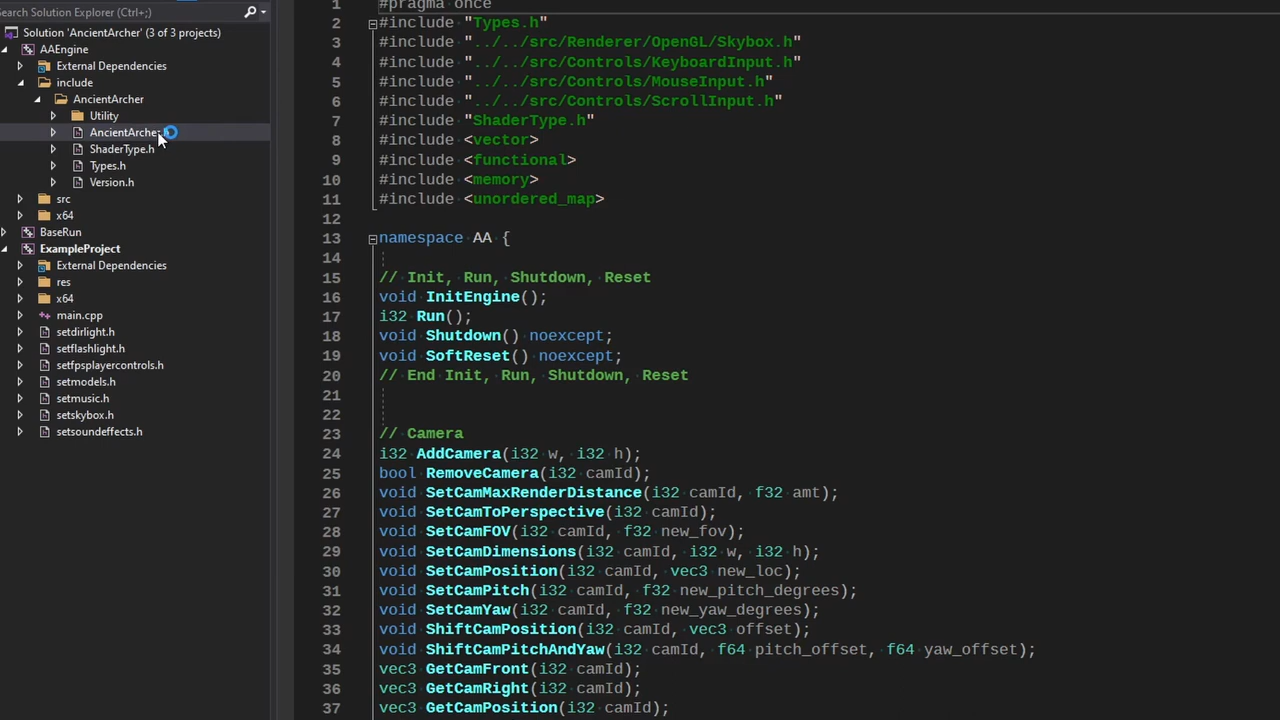 Search Solution Explorer (Ctrl+;)
Solution 'AncientArcher' (3 of 3 projects)
AAEngine
External Dependencies
include
AncientArcher
Utility
AncientArcher.h
ShaderType.h
Types.h
Version.h
src
x64
BaseRun
ExampleProject
External Dependencies
res
x64
main.cpp
setdirlight.h
setflashlight.h
setfpsplayercontrols.h
setmodels.h
setmusic.h
setskybox.h
setsoundeffects.h
1 #pragma once
2 #include "Types.h"
3 #include "../../src/Renderer/OpenGL/Skybox.h"
4 #include "../../src/Controls/KeyboardInput.h"
5 #include "../../src/Controls/MouseInput.h"
6 #include "../../src/Controls/ScrollInput.h"
7 #include "ShaderType.h"
8 #include <vector>
9 #include <functional>
10 #include <memory>
11 #include <unordered_map>
12
13 namespace AA {
14
15 // Init, Run, Shutdown, Reset
16 void InitEngine();
17 i32 Run();
18 void Shutdown() noexcept;
19 void SoftReset() noexcept;
20 // End Init, Run, Shutdown, Reset
21
22
23 // Camera
24 i32 AddCamera(i32 w, i32 h);
25 bool RemoveCamera(i32 camId);
26 void SetCamMaxRenderDistance(i32 camId, f32 amt);
27 void SetCamToPerspective(i32 camId);
28 void SetCamFOV(i32 camId, f32 new_fov);
29 void SetCamDimensions(i32 camId, i32 w, i32 h);
30 void SetCamPosition(i32 camId, vec3 new_loc);
31 void SetCamPitch(i32 camId, f32 new_pitch_degrees);
32 void SetCamYaw(i32 camId, f32 new_yaw_degrees);
33 void ShiftCamPosition(i32 camId, vec3 offset);
34 void ShiftCamPitchAndYaw(i32 camId, f64 pitch_offset, f64 yaw_offset);
35 vec3 GetCamFront(i32 camId);
36 vec3 GetCamRight(i32 camId);
37 vec3 GetCamPosition(i32 camId);